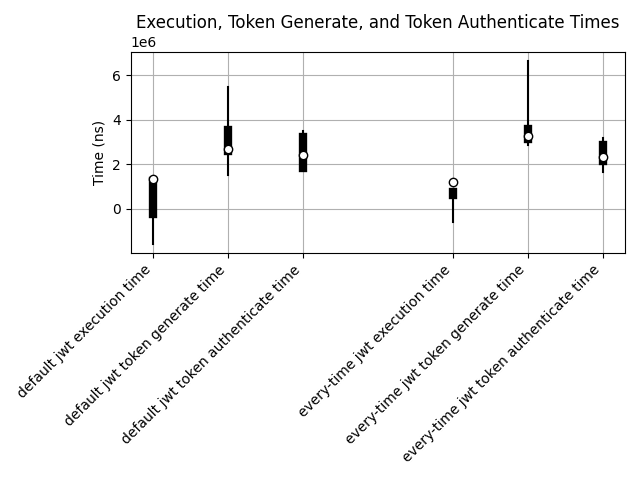 Execution, Token Generate, and Token Authenticate Times
1e6
6
4
2
0
Time (ns)
default jwt execution time
default jwt token generate time
default jwt token authenticate time
every-time jwt execution time
every-time jwt token generate time
every-time jwt token authenticate time